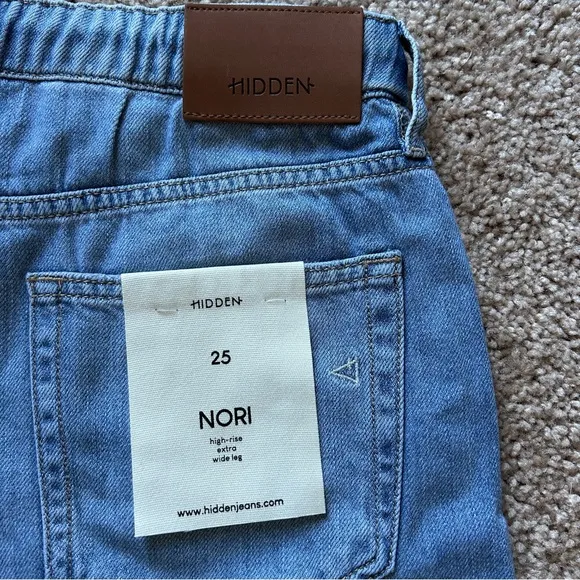 HIDDEN
HIDDEN
25
NORI
high-rise
extra
wide leg
www.hiddenjeans.com